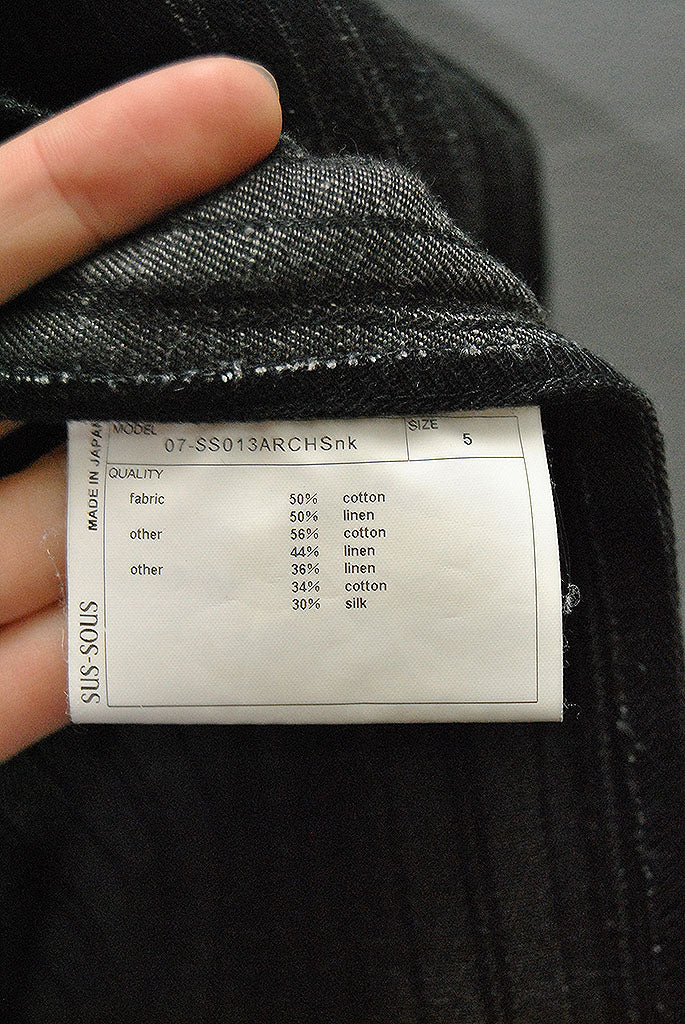 MODEL
07-SS013ARCHSnk
SIZE
5
QUALITY
fabric 50% cotton
50% linen
other 56% cotton
44% linen
other 36% linen
34% cotton
30% silk
MADE IN JAPAN
SUS-SOUS